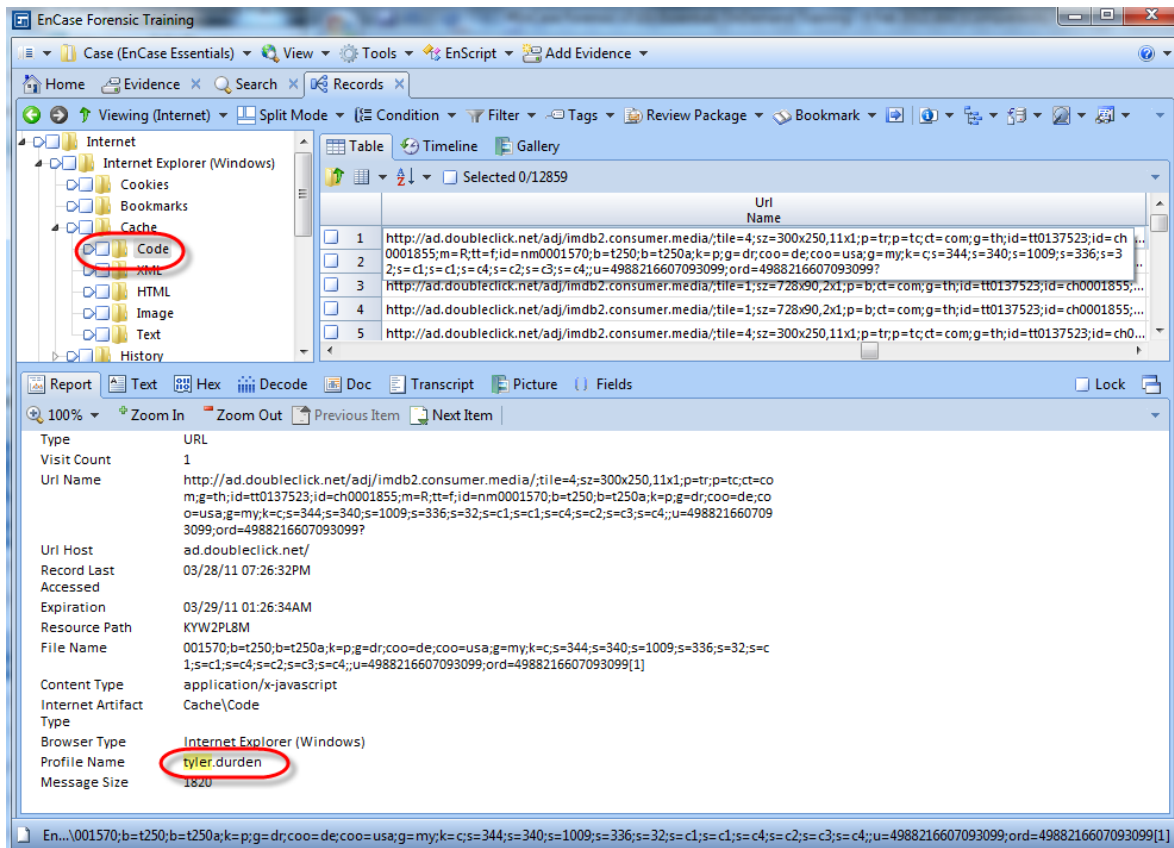 EnCase Forensic Training
Case (EnCase Essentials) View Tools EnScript Add Evidence
Home Evidence Search Records
Viewing (Internet) Split Mode Condition Filter Tags Review Package Bookmark
Internet
Internet Explorer (Windows)
Cookies
Bookmarks
Cache
Code
XML
HTML
Image
Text
History
Table Timeline Gallery
Selected 0/12859
Url
Name
1
2
http://ad.doubleclick.net/adj/imdb2.consumer.media/;tile=4;sz=300x250,11x1;p=tr;p=tc;ct=com;g=th;id=tt0137523;id=ch
0001855;m=R;tt=f;id=nm0001570;b=t250;b=t250a;k=p;g=dr;coo=de;coo=usa;g=my;k=c;s=344;s=340;s=1009;s=336;s=3
2;s=c1;s=c1;s=c4;s=c2;s=c3;s=c4;;u=4988216607093099;ord=4988216607093099?
3 http://ad.doubleclick.net/adj/imdb2.consumer.media/;tile=1;sz=728x90,2x1;p=b;ct=com;g=th;id=tt0137523;id=ch0001855;...
4 http://ad.doubleclick.net/adj/imdb2.consumer.media/;tile=1;sz=728x90,2x1;p=b;ct=com;g=th;id=tt0137523;id=ch0001855;...
5 http://ad.doubleclick.net/adj/imdb2.consumer.media/;tile=4;sz=300x250,11x1;p=tr;p=tc;ct=com;g=th;id=tt0137523;id=ch0...
Report Text Hex Decode Doc Transcript Picture Fields Lock
100% Zoom In Zoom Out Previous Item Next Item
Type URL
Visit Count 1
Url Name http://ad.doubleclick.net/adj/imdb2.consumer.media/;tile=4;sz=300x250,11x1;p=tr;p=tc;ct=co
m;g=th;id=tt0137523;id=ch0001855;m=R;tt=f;id=nm0001570;b=t250;b=t250a;k=p;g=dr;coo=de;co
o=usa;g=my;k=c;s=344;s=340;s=1009;s=336;s=32;s=c1;s=c1;s=c4;s=c2;s=c3;s=c4;;u=498821660709
3099;ord=4988216607093099?
Url Host ad.doubleclick.net/
Record Last 03/28/11 07:26:32PM
Accessed
Expiration 03/29/11 01:26:34AM
Resource Path KYW2PL8M
File Name 001570;b=t250;b=t250a;k=p;g=dr;coo=de;coo=usa;g=my;k=c;s=344;s=340;s=1009;s=336;s=32;s=c
1;s=c1;s=c4;s=c2;s=c3;s=c4;;u=4988216607093099;ord=4988216607093099[1]
Content Type application/x-javascript
Internet Artifact Cache\Code
Type
Browser Type Internet Explorer (Windows)
Profile Name tyler.durden
Message Size 1820
En...\001570;b=t250;b=t250a;k=p;g=dr;coo=de;coo=usa;g=my;k=c;s=344;s=340;s=1009;s=336;s=32;s=c1;s=c1;s=c4;s=c2;s=c3;s=c4;;u=4988216607093099;ord=4988216607093099[1]